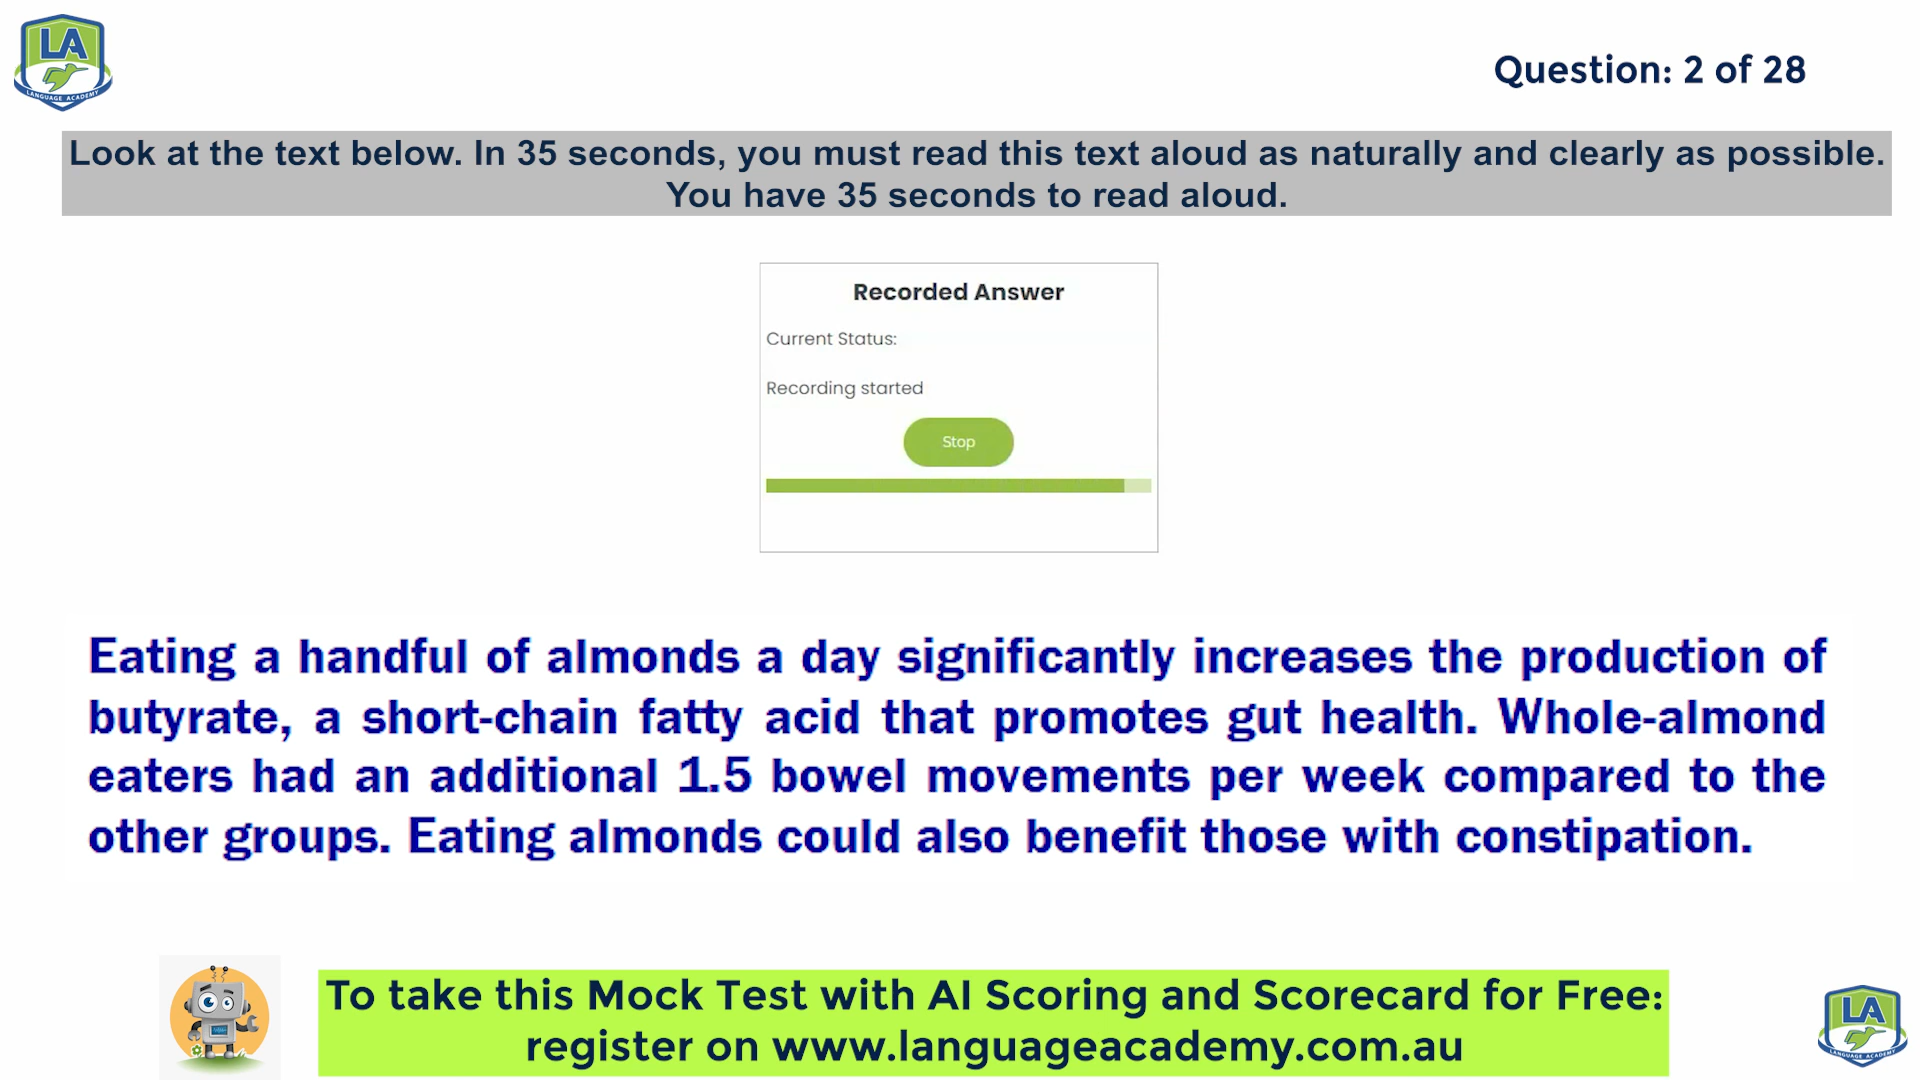 LA
LANGUAGE ACADEMY
Question: 2 of 28
Look at the text below. In 35 seconds, you must read this text aloud as naturally and clearly as possible.
You have 35 seconds to read aloud.
Recorded Answer
Current Status:
Recording started
Stop
Eating a handful of almonds a day significantly increases the production of
butyrate, a short-chain fatty acid that promotes gut health. Whole-almond
eaters had an additional 1.5 bowel movements per week compared to the
other groups. Eating almonds could also benefit those with constipation.
To take this Mock Test with AI Scoring and Scorecard for Free:
register on www.languageacademy.com.au
LA
LANGUAGE ACADEMY